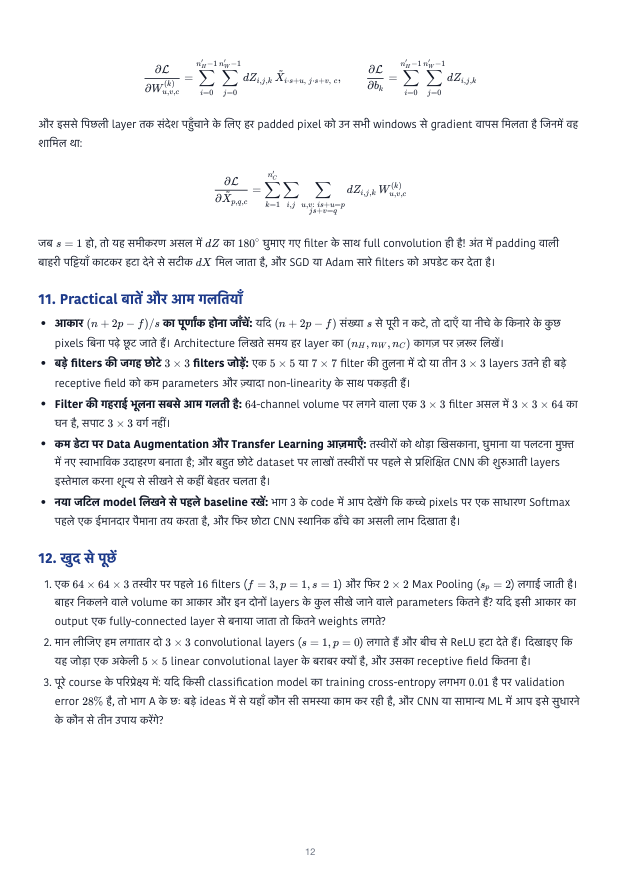 ∂ℒ/∂W^{(k)}_{u,v,c} = ∑_{i=0}^{n'_H−1} ∑_{j=0}^{n'_W−1} dZ_{i,j,k} X̃_{i·s+u, j·s+v, c}, ∂ℒ/∂b_k = ∑_{i=0}^{n'_H−1} ∑_{j=0}^{n'_W−1} dZ_{i,j,k}
और इससे पिछली layer तक संदेश पहुँचाने के लिए हर padded pixel को उन सभी windows से gradient वापस मिलता है जिनमें वह
शामिल था:
∂ℒ/∂X̃_{p,q,c} = ∑_{k=1}^{n'_C} ∑_{i,j} ∑_{u,v: is+u=p, js+v=q} dZ_{i,j,k} W^{(k)}_{u,v,c}
जब s = 1 हो, तो यह समीकरण असल में dZ का 180° घुमाए गए filter के साथ full convolution ही है! अंत में padding वाली
बाहरी पट्टियाँ काटकर हटा देने से सटीक dX मिल जाता है, और SGD या Adam सारे filters को अपडेट कर देता है।
11. Practical बातें और आम गलतियाँ
• आकार (n + 2p − f)/s का पूर्णांक होना जाँचें: यदि (n + 2p − f) संख्या s से पूरी न कटे, तो दाएँ या नीचे के किनारे के कुछ
pixels बिना पढ़े छूट जाते हैं। Architecture लिखते समय हर layer का (n_H, n_W, n_C) कागज़ पर ज़रूर लिखें।
• बड़े filters की जगह छोटे 3 × 3 filters जोड़ें: एक 5 × 5 या 7 × 7 filter की तुलना में दो या तीन 3 × 3 layers उतने ही बड़े
receptive field को कम parameters और ज़्यादा non-linearity के साथ पकड़ती हैं।
• Filter की गहराई भूलना सबसे आम गलती है: 64-channel volume पर लगने वाला एक 3 × 3 filter असल में 3 × 3 × 64 का
घन है, सपाट 3 × 3 वर्ग नहीं।
• कम डेटा पर Data Augmentation और Transfer Learning आज़माएँ: तस्वीरों को थोड़ा खिसकाना, घुमाना या पलटना मुफ़्त
में नए स्वाभाविक उदाहरण बनाता है; और बहुत छोटे dataset पर लाखों तस्वीरों पर पहले से प्रशिक्षित CNN की शुरुआती layers
इस्तेमाल करना शून्य से सीखने से कहीं बेहतर चलता है।
• नया जटिल model लिखने से पहले baseline रखें: भाग 3 के code में आप देखेंगे कि कच्चे pixels पर एक साधारण Softmax
पहले एक ईमानदार पैमाना तय करता है, और फिर छोटा CNN स्थानिक ढाँचे का असली लाभ दिखाता है।
12. खुद से पूछें
1. एक 64 × 64 × 3 तस्वीर पर पहले 16 filters (f = 3, p = 1, s = 1) और फिर 2 × 2 Max Pooling (s_p = 2) लगाई जाती है।
बाहर निकलने वाले volume का आकार और इन दोनों layers के कुल सीखे जाने वाले parameters कितने हैं? यदि इसी आकार का
output एक fully-connected layer से बनाया जाता तो कितने weights लगते?
2. मान लीजिए हम लगातार दो 3 × 3 convolutional layers (s = 1, p = 0) लगाते हैं और बीच से ReLU हटा देते हैं। दिखाइए कि
यह जोड़ा एक अकेली 5 × 5 linear convolutional layer के बराबर क्यों है, और उसका receptive field कितना है।
3. पूरे course के परिप्रेक्ष्य में: यदि किसी classification model का training cross-entropy लगभग 0.01 है पर validation
error 28% है, तो भाग A के छः बड़े ideas में से यहाँ कौन सी समस्या काम कर रही है, और CNN या सामान्य ML में आप इसे सुधारने
के कौन से तीन उपाय करेंगे?
12